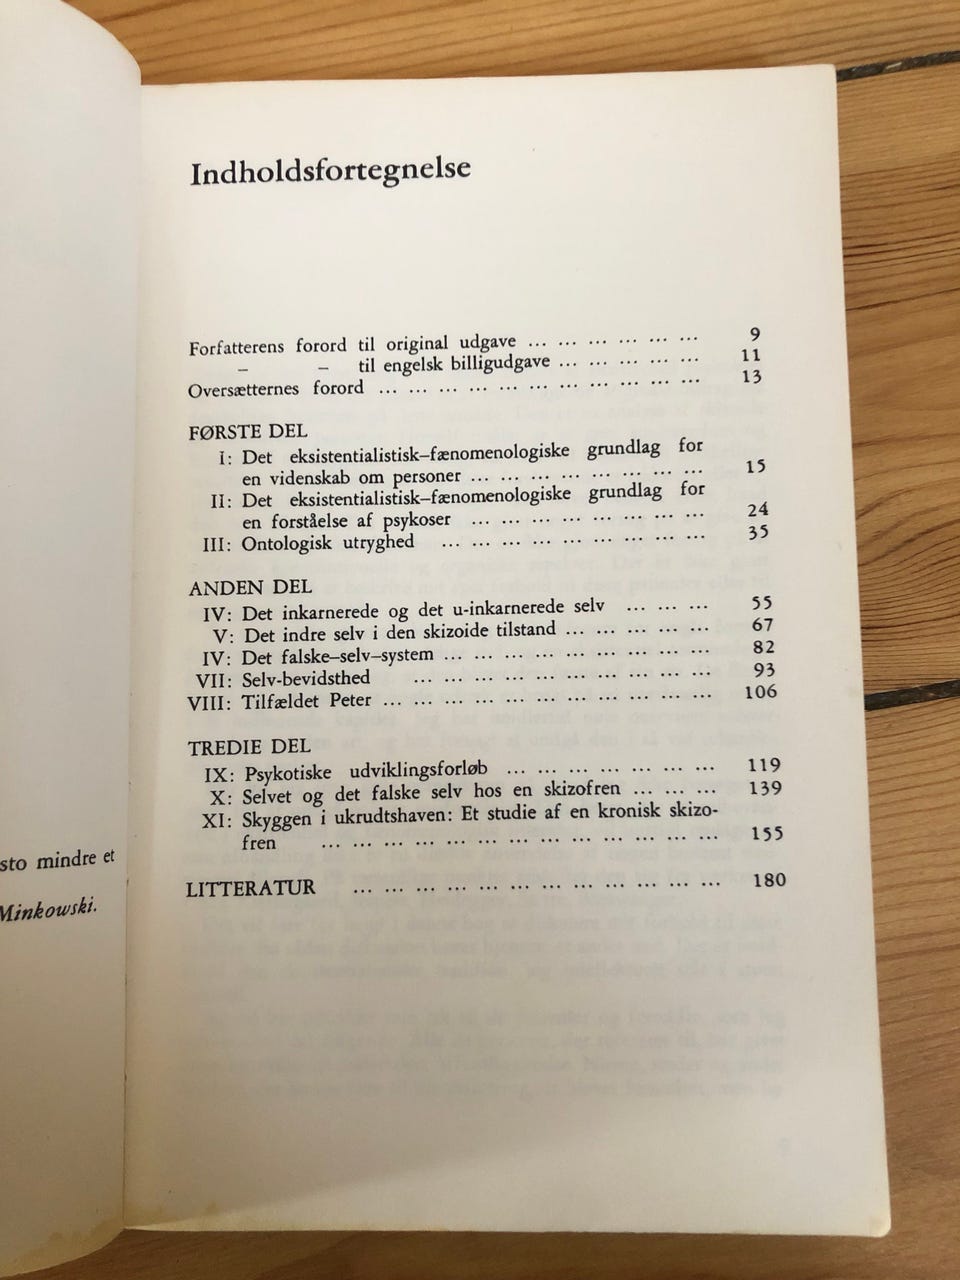 sto mindre et
Minkowski.
Indholdsfortegnelse
Forfatterens forord til original udgave ... ... ... ... ... ... 9
– – til engelsk billigudgave ... ... ... ... ... 11
Oversætternes forord ... ... ... ... ... ... ... ... ... ... ... 13
FØRSTE DEL
I: Det eksistentialistisk–fænomenologiske grundlag for
en videnskab om personer ... ... ... ... ... ... ... ... 15
II: Det eksistentialistisk–fænomenologiske grundlag for
en forståelse af psykoser ... ... ... ... ... ... ... ... 24
III: Ontologisk utryghed ... ... ... ... ... ... ... ... ... 35
ANDEN DEL
IV: Det inkarnerede og det u-inkarnerede selv ... ... ... 55
V: Det indre selv i den skizoide tilstand ... ... ... ... ... 67
IV: Det falske–selv–system ... ... ... ... ... ... ... ... ... 82
VII: Selv-bevidsthed ... ... ... ... ... ... ... ... ... ... 93
VIII: Tilfældet Peter ... ... ... ... ... ... ... ... ... ... ... 106
TREDIE DEL
IX: Psykotiske udviklingsforløb ... ... ... ... ... ... ... 119
X: Selvet og det falske selv hos en skizofren ... ... ... 139
XI: Skyggen i ukrudtshaven: Et studie af en kronisk skizo-
fren ... ... ... ... ... ... ... ... ... ... ... ... ... 155
LITTERATUR ... ... ... ... ... ... ... ... ... ... ... ... 180